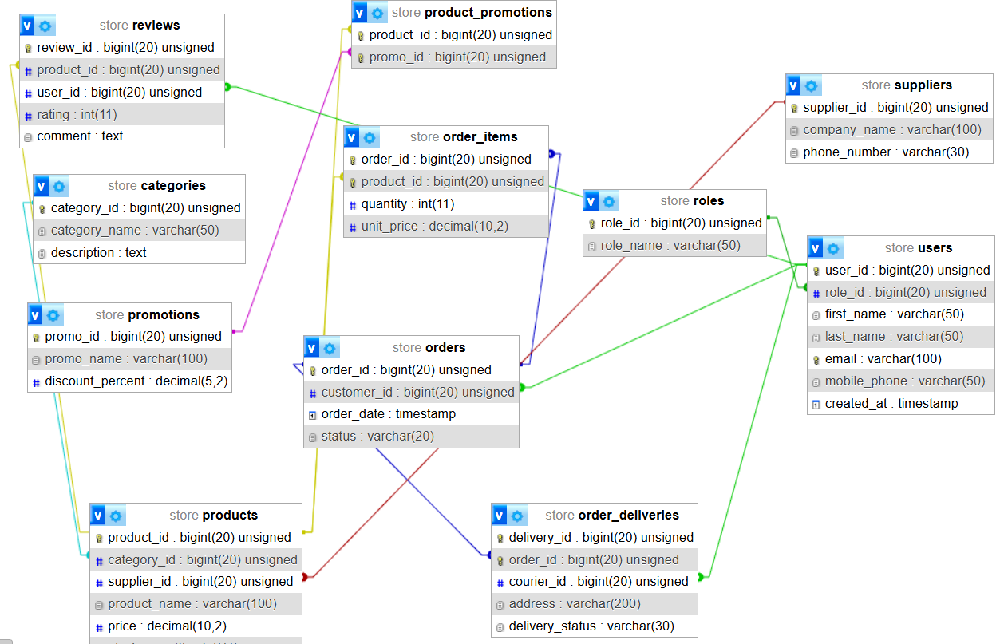 store reviews
review_id : bigint(20) unsigned
product_id : bigint(20) unsigned
user_id : bigint(20) unsigned
rating : int(11)
comment : text
store product_promotions
product_id : bigint(20) unsigned
promo_id : bigint(20) unsigned
store suppliers
supplier_id : bigint(20) unsigned
company_name : varchar(100)
phone_number : varchar(30)
store order_items
order_id : bigint(20) unsigned
product_id : bigint(20) unsigned
quantity : int(11)
unit_price : decimal(10,2)
store categories
category_id : bigint(20) unsigned
category_name : varchar(50)
description : text
store roles
role_id : bigint(20) unsigned
role_name : varchar(50)
store users
user_id : bigint(20) unsigned
role_id : bigint(20) unsigned
first_name : varchar(50)
last_name : varchar(50)
email : varchar(100)
mobile_phone : varchar(50)
created_at : timestamp
store promotions
promo_id : bigint(20) unsigned
promo_name : varchar(100)
discount_percent : decimal(5,2)
store orders
order_id : bigint(20) unsigned
customer_id : bigint(20) unsigned
order_date : timestamp
status : varchar(20)
store products
product_id : bigint(20) unsigned
category_id : bigint(20) unsigned
supplier_id : bigint(20) unsigned
product_name : varchar(100)
price : decimal(10,2)
store order_deliveries
delivery_id : bigint(20) unsigned
order_id : bigint(20) unsigned
courier_id : bigint(20) unsigned
address : varchar(200)
delivery_status : varchar(30)